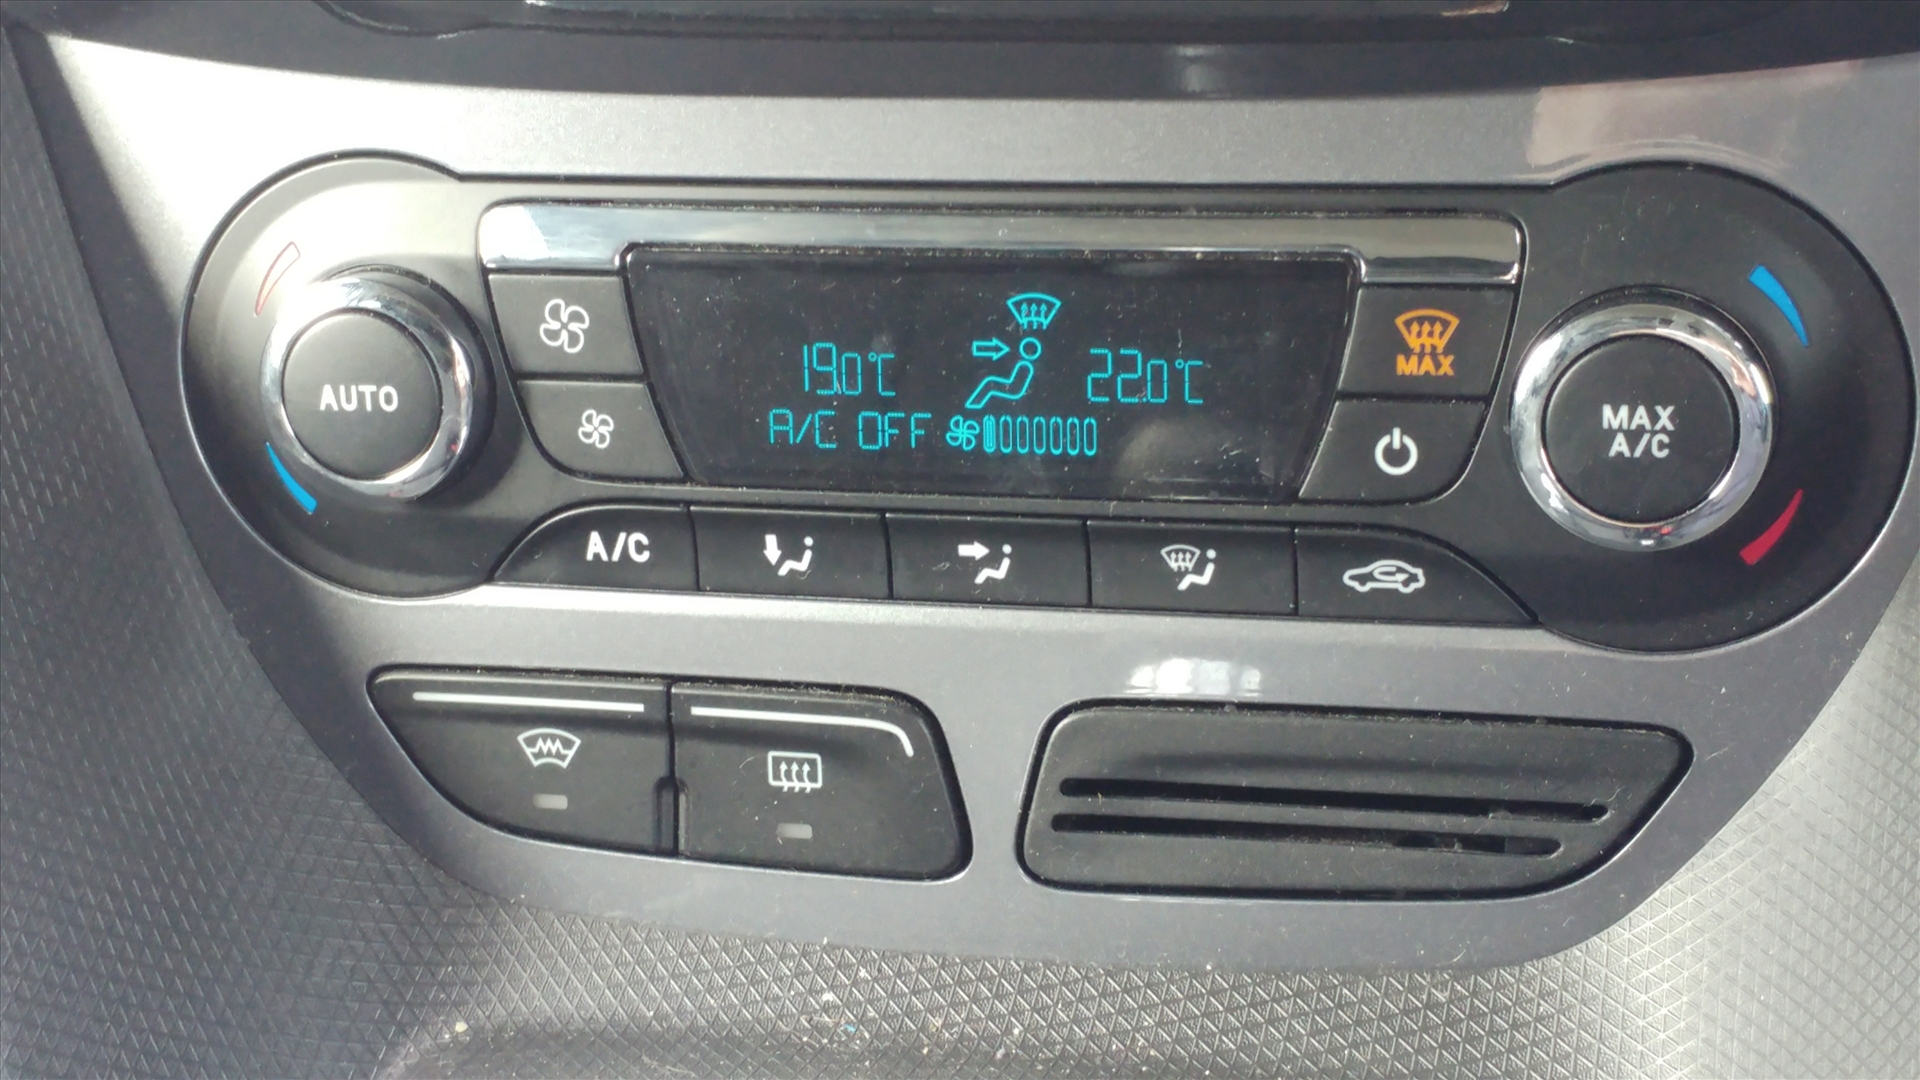 AUTO
19.0°C
22.0°C
A/C OFF
MAX
MAX
A/C
A/C